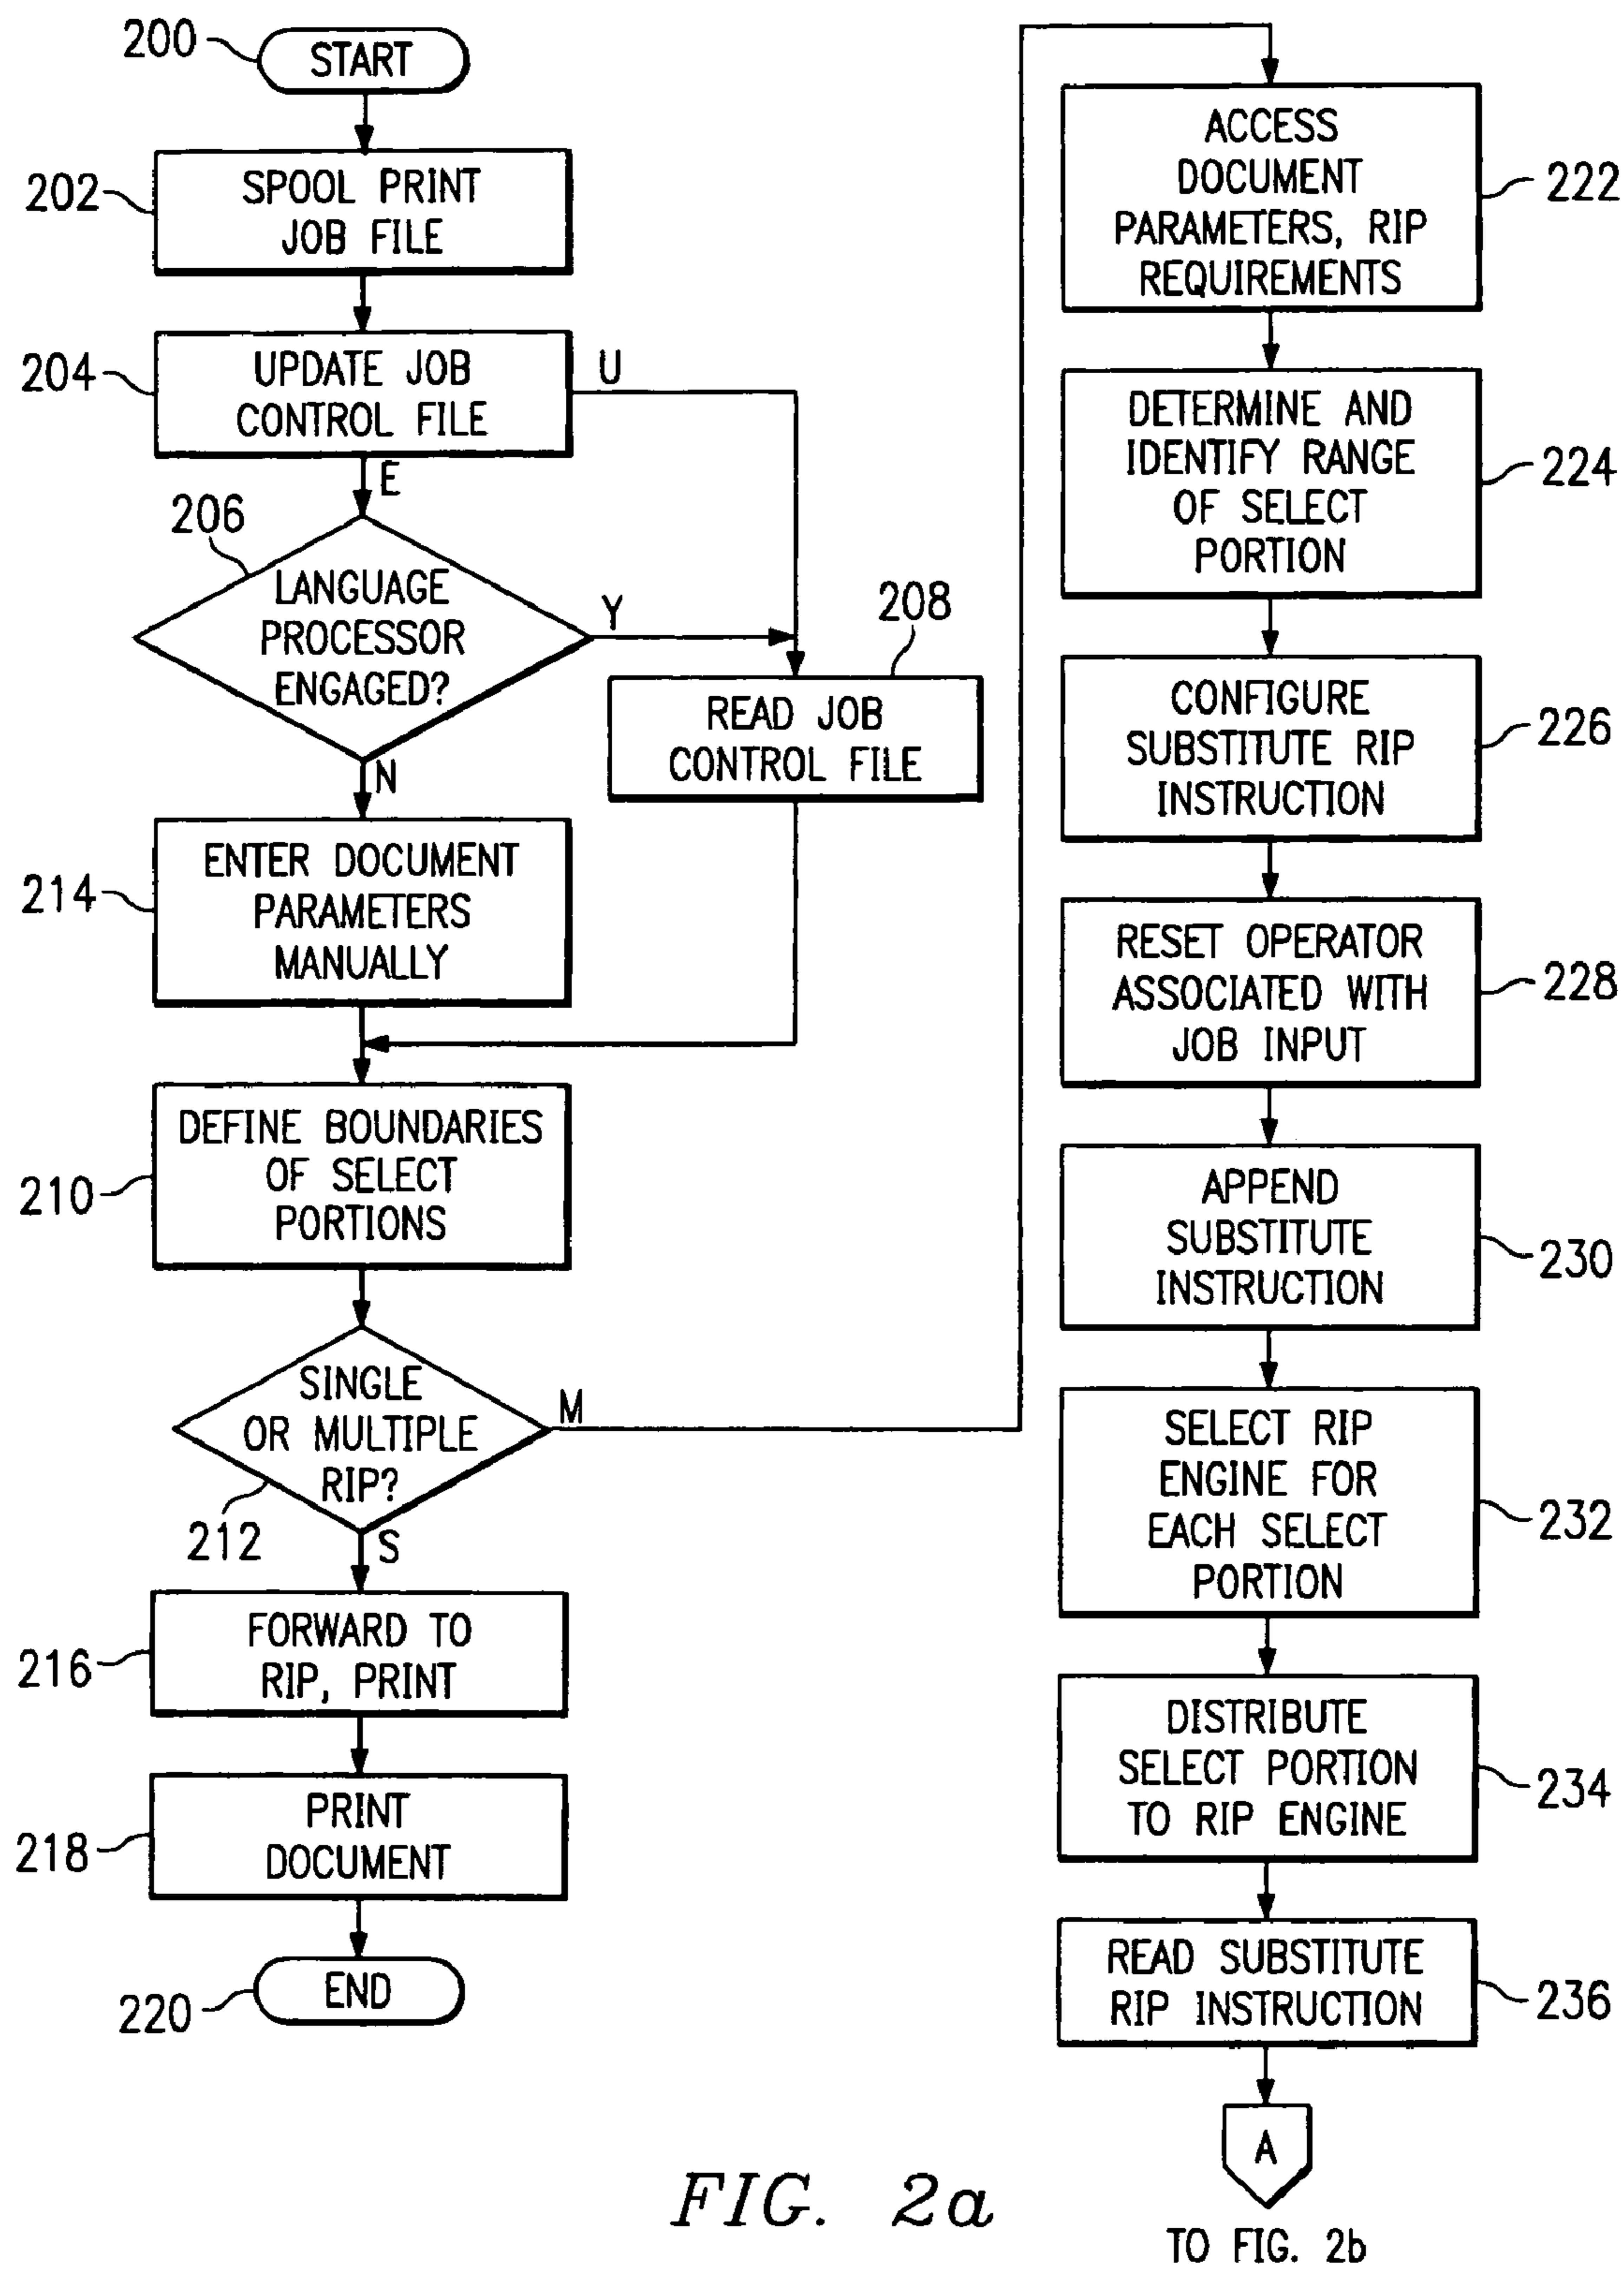 200
START
202
SPOOL PRINT
JOB FILE
204
UPDATE JOB
CONTROL FILE
U
E
206
LANGUAGE
PROCESSOR
ENGAGED?
Y
N
208
READ JOB
CONTROL FILE
214
ENTER DOCUMENT
PARAMETERS
MANUALLY
210
DEFINE BOUNDARIES
OF SELECT
PORTIONS
SINGLE
OR MULTIPLE
RIP?
M
212
S
216
FORWARD TO
RIP, PRINT
218
PRINT
DOCUMENT
220
END
ACCESS
DOCUMENT
PARAMETERS, RIP
REQUIREMENTS
222
DETERMINE AND
IDENTIFY RANGE
OF SELECT
PORTION
224
CONFIGURE
SUBSTITUTE RIP
INSTRUCTION
226
RESET OPERATOR
ASSOCIATED WITH
JOB INPUT
228
APPEND
SUBSTITUTE
INSTRUCTION
230
SELECT RIP
ENGINE FOR
EACH SELECT
PORTION
232
DISTRIBUTE
SELECT PORTION
TO RIP ENGINE
234
READ SUBSTITUTE
RIP INSTRUCTION
236
A
TO FIG. 2b
FIG. 2a